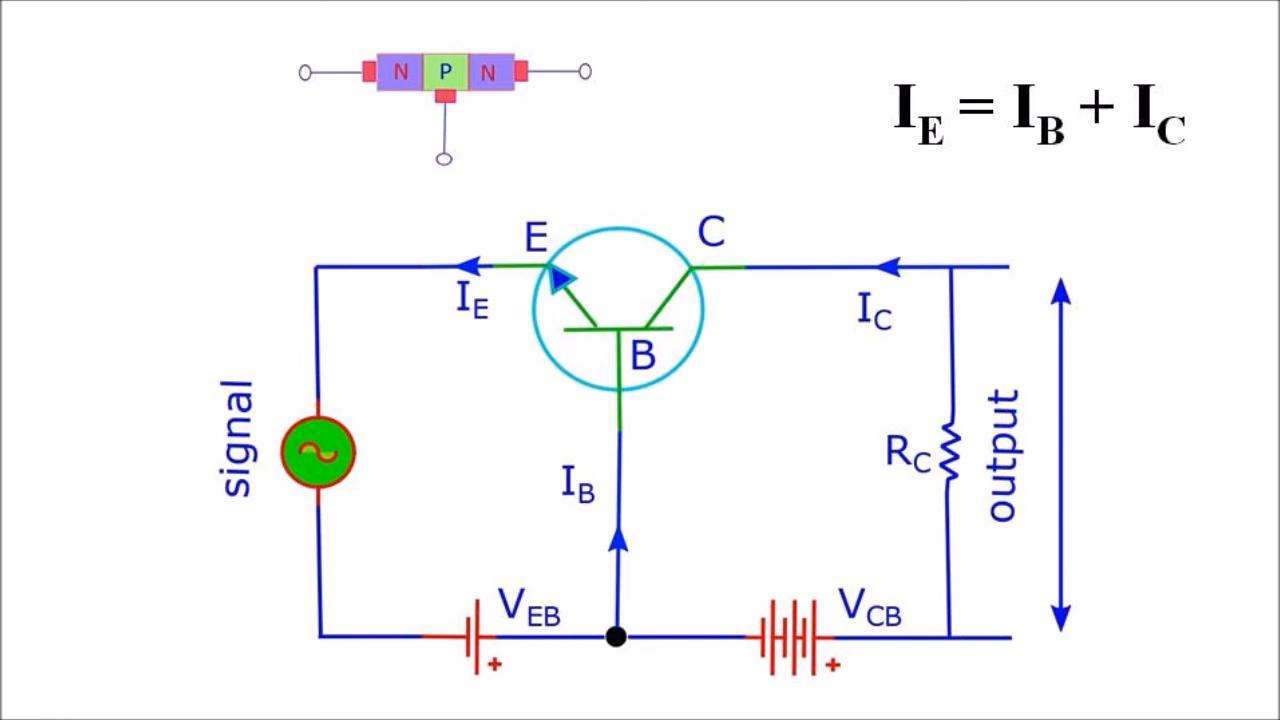 N P N
I_E = I_B + I_C
E
C
I_E
I_C
B
signal
R_C
output
I_B
V_EB
V_CB
+
+